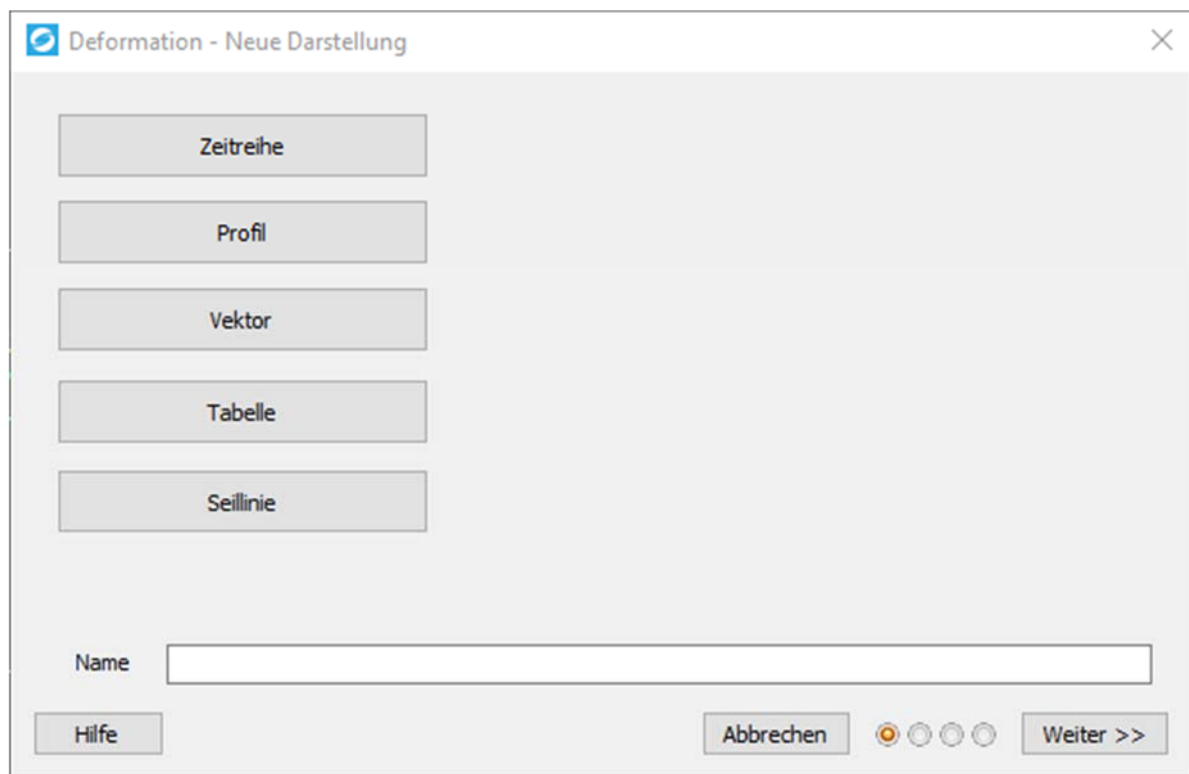 Deformation - Neue Darstellung
Zeitreihe
Profil
Vektor
Tabelle
Seillinie
Name
Hilfe
Abbrechen
Weiter >>